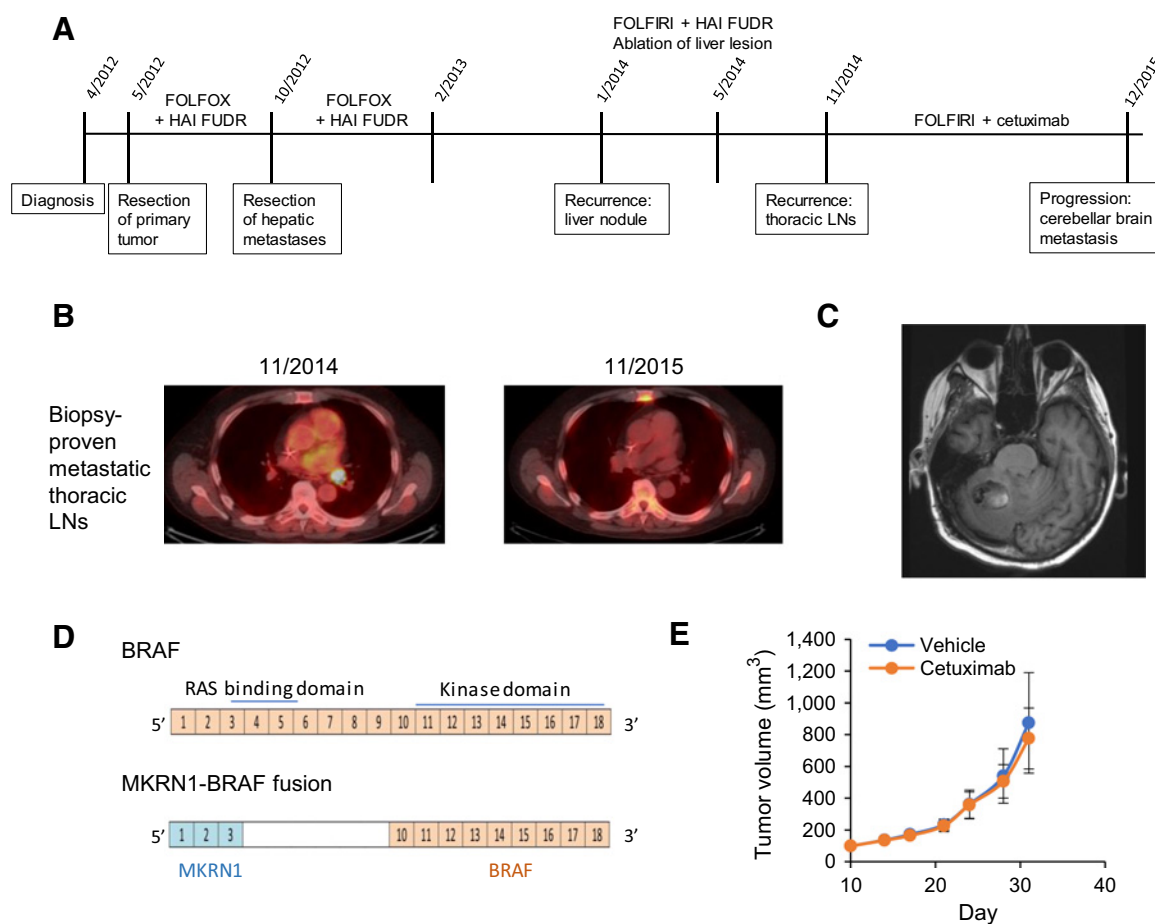 A
FOLFIRI + HAI FUDR
Ablation of liver lesion
4/2012
5/2012
10/2012
2/2013
1/2014
5/2014
11/2014
12/2015
FOLFOX
+ HAI FUDR
FOLFOX
+ HAI FUDR
FOLFIRI + cetuximab
Diagnosis
Resection
of primary
tumor
Resection
of hepatic
metastases
Recurrence:
liver nodule
Recurrence:
thoracic LNs
Progression:
cerebellar brain
metastasis
B
11/2014
11/2015
Biopsy-
proven
metastatic
thoracic
LNs
C
D
BRAF
RAS binding domain
Kinase domain
5′ 1 2 3 4 5 6 7 8 9 10 11 12 13 14 15 16 17 18 3′
MKRN1-BRAF fusion
5′ 1 2 3 10 11 12 13 14 15 16 17 18 3′
MKRN1 BRAF
E
Vehicle
Cetuximab
Tumor volume (mm³)
1,400
1,200
1,000
800
600
400
200
0
10 20 30 40
Day